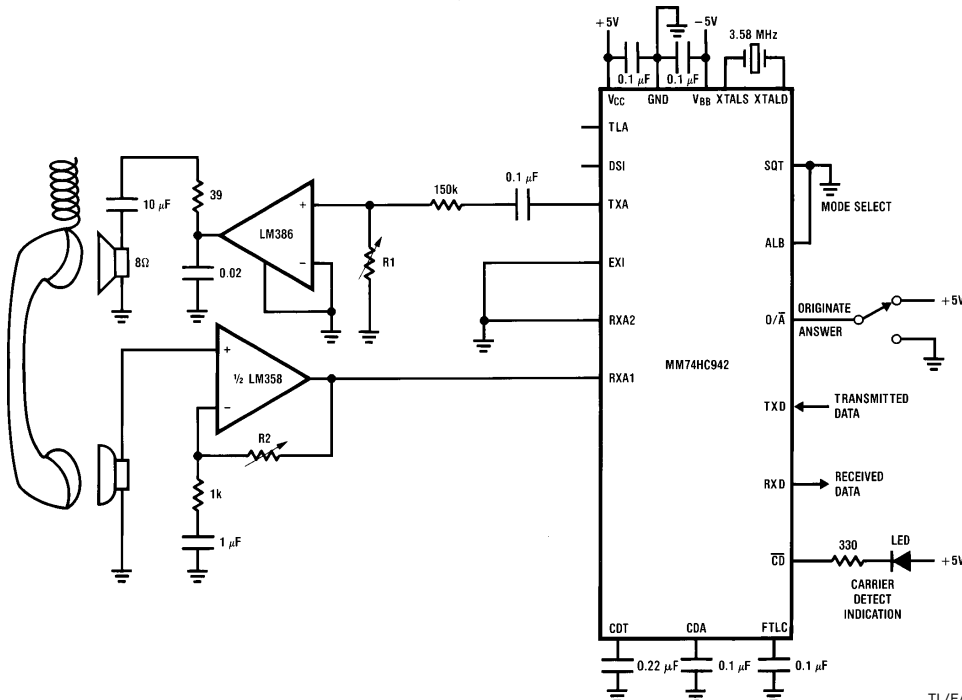 +5V
−5V
3.58 MHz
0.1 μF
0.1 μF
VCC
GND
VBB
XTALS
XTALD
TLA
DSI
TXA
EXI
RXA2
RXA1
MM74HC942
SQT
ALB
O/A̅
TXD
RXD
C̅D̅
CDT
CDA
FTLC
MODE SELECT
ORIGINATE
ANSWER
+5V
TRANSMITTED
DATA
RECEIVED
DATA
330
LED
+5V
CARRIER
DETECT
INDICATION
0.22 μF
0.1 μF
0.1 μF
10 μF
39
8Ω
0.02
LM386
+
−
150k
0.1 μF
R1
½ LM358
+
−
R2
1k
1 μF